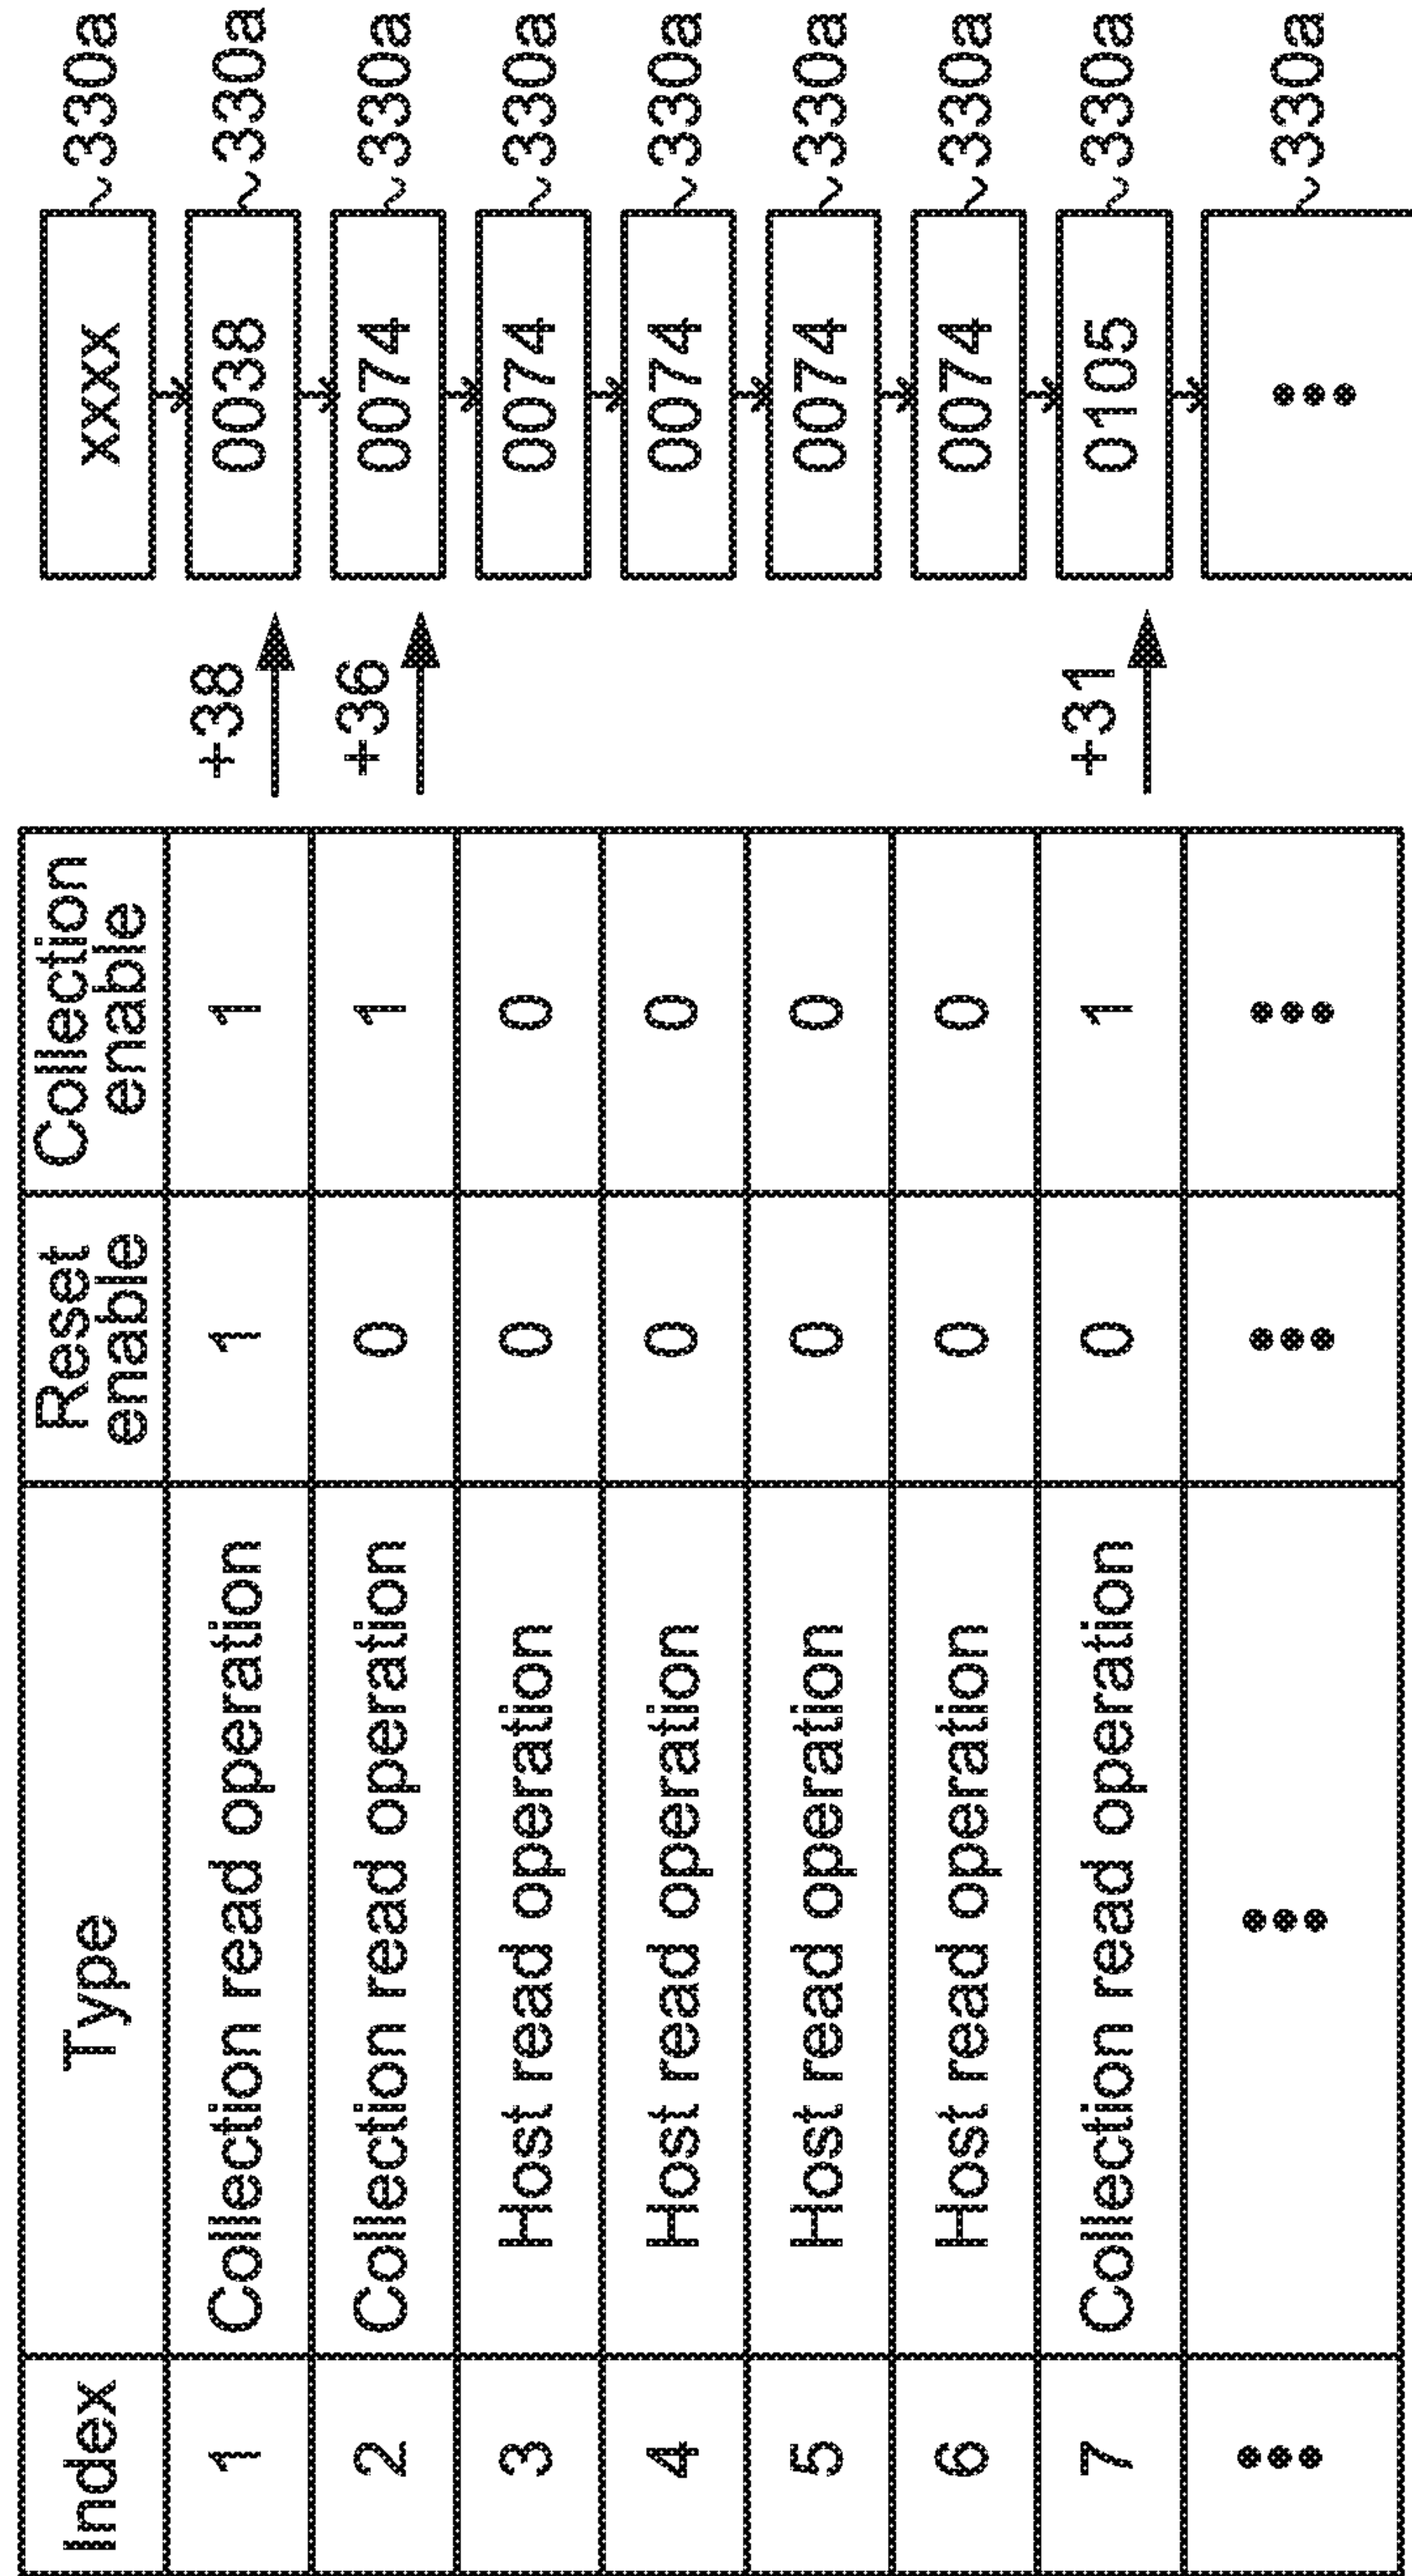 Index Type Reset enable Collection enable xxxx ~330a
1 Collection read operation 1 1 +38 0038 ~330a
2 Collection read operation 0 1 +36 0074 ~330a
3 Host read operation 0 0 0074 ~330a
4 Host read operation 0 0 0074 ~330a
5 Host read operation 0 0 0074 ~330a
6 Host read operation 0 0 0074 ~330a
7 Collection read operation 0 1 +31 0105 ~330a
••• ••• ••• ••• ••• ~330a